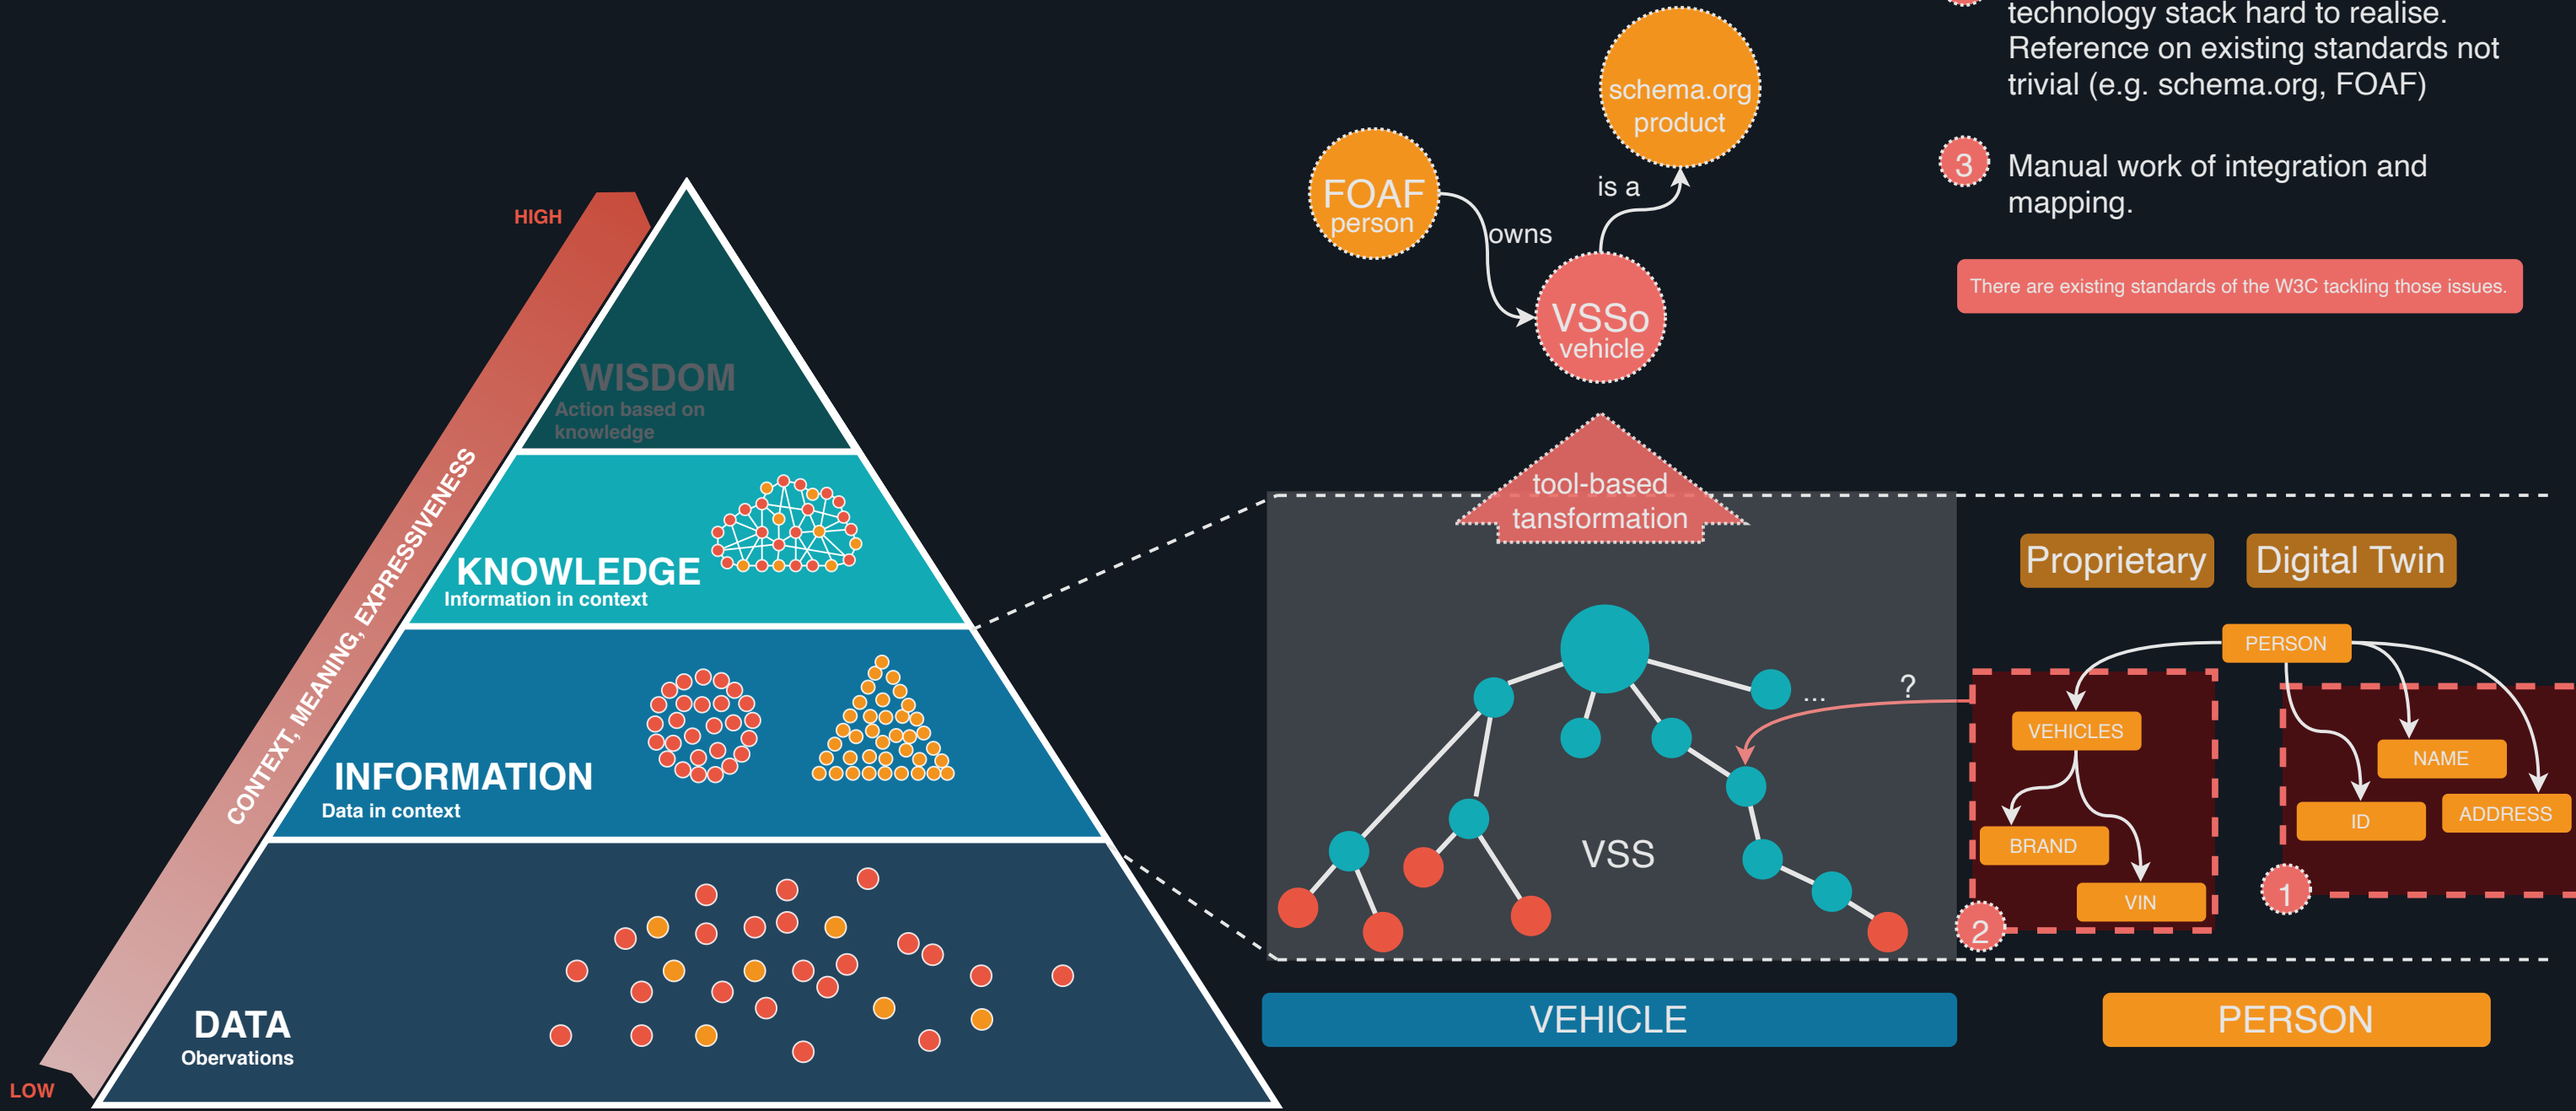 HIGH
CONTEXT, MEANING, EXPRESSIVENESS
LOW
WISDOM
Action based on
knowledge
KNOWLEDGE
Information in context
INFORMATION
Data in context
DATA
Obervations
schema.org
product
FOAF
person
is a
owns
VSSo
vehicle
tool-based
tansformation
...
?
VSS
VEHICLE
technology stack hard to realise.
Reference on existing standards not
trivial (e.g. schema.org, FOAF)
3
Manual work of integration and
mapping.
There are existing standards of the W3C tackling those issues.
Proprietary
Digital Twin
PERSON
VEHICLES
NAME
ID
ADDRESS
BRAND
VIN
1
2
PERSON